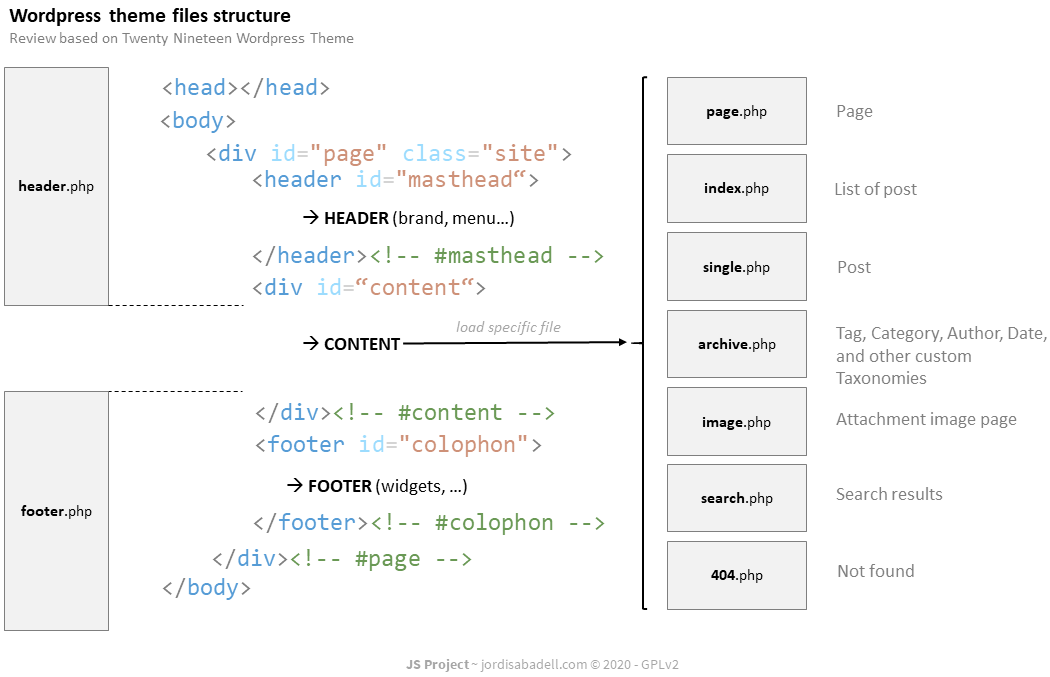 Wordpress theme files structure
Review based on Twenty Nineteen Wordpress Theme
header.php
<head></head>
<body>
<div id="page" class="site">
<header id="masthead“>
→ HEADER (brand, menu...)
</header><!-- #masthead -->
<div id=“content“>
→ CONTENT
load specific file
footer.php
</div><!-- #content -->
<footer id="colophon">
→ FOOTER (widgets, ...)
</footer><!-- #colophon -->
</div><!-- #page -->
</body>
page.php
Page
index.php
List of post
single.php
Post
archive.php
Tag, Category, Author, Date,
and other custom
Taxonomies
image.php
Attachment image page
search.php
Search results
404.php
Not found
JS Project ~ jordisabadell.com © 2020 - GPLv2